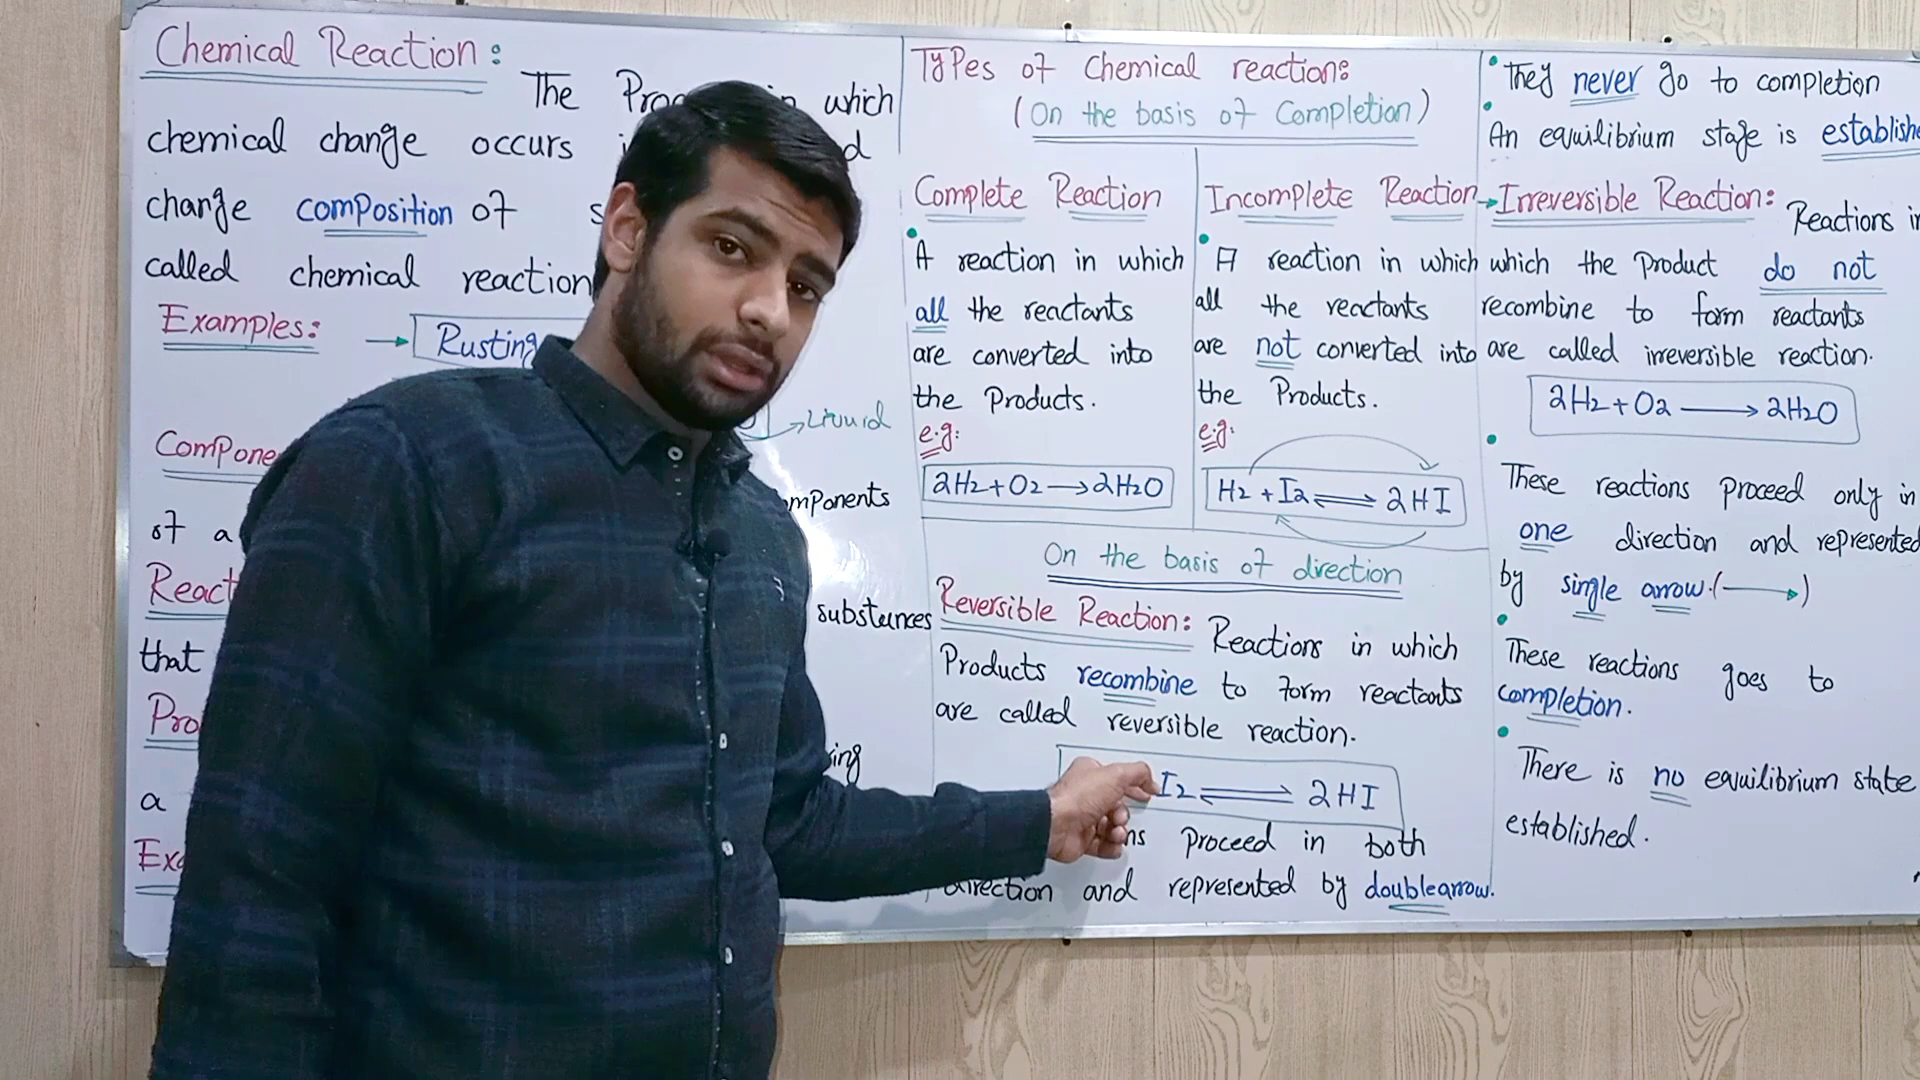 Chemical Reaction:
The which
chemical change occurs
change composition of
called chemical reaction
Examples: → Rusting
→Liquid
of a
substances
that
a
Types of Chemical reaction:
(On the basis of Completion)
Complete Reaction
• A reaction in which
all the reactants
are converted into
the Products.
e.g:
2H2+O2→2H2O
Incomplete Reaction
• A reaction in which
all the reactants
are not converted into
the Products.
e.g:
H2+I2⇌2HI
On the basis of direction
Reversible Reaction: Reactions in which
Products recombine to form reactants
are called reversible reaction.
I2⇌2HI
Proceed in both
direction and represented by doublearrow.
• They never go to completion
• An equilibrium stage is
→Irreversible Reaction: Reactions
which the Product do not
recombine to form reactants
are called irreversible reaction.
2H2+O2→2H2O
• These reactions proceed only in
one direction and represented
by single arrow.(→)
• These reactions goes to
completion.
• There is no equilibrium state
established.